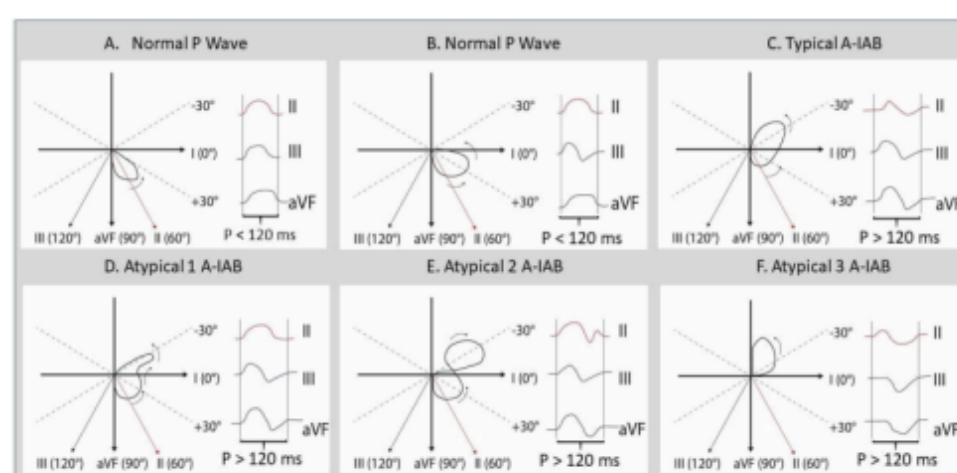 A. Normal P Wave
-30°
II
III
I (0°)
+30°
aVF
III (120°) aVF (90°) II (60°)
P < 120 ms
B. Normal P Wave
-30°
II
III
I (0°)
+30°
aVF
III (120°) aVF (90°) II (60°)
P < 120 ms
C. Typical A-IAB
-30°
II
III
I (0°)
+30°
aVF
III (120°) aVF (90°) II (60°)
P > 120 ms
D. Atypical 1 A-IAB
-30°
II
III
I (0°)
+30°
aVF
III (120°) aVF (90°) II (60°)
P > 120 ms
E. Atypical 2 A-IAB
-30°
II
III
I (0°)
+30°
aVF
III (120°) aVF (90°) II (60°)
P > 120 ms
F. Atypical 3 A-IAB
-30°
II
III
I (0°)
+30°
aVF
III (120°) aVF (90°) II (60°)
P > 120 ms